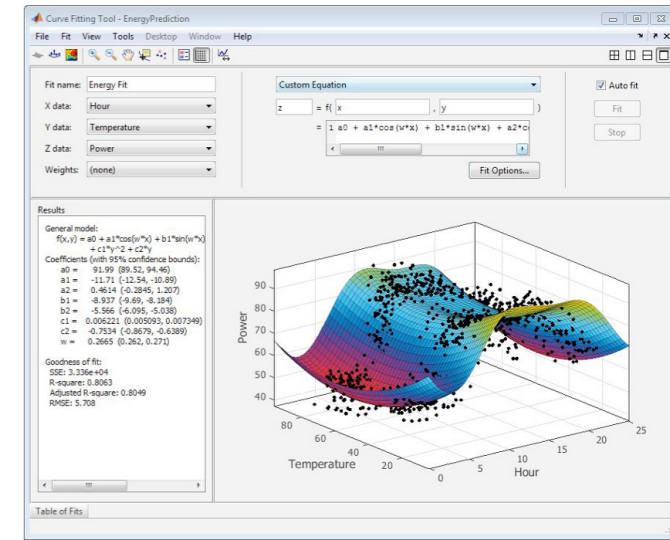 Curve Fitting Tool - EnergyPrediction
File Fit View Tools Desktop Window Help
Fit name: Energy Fit
X data: Hour
Y data: Temperature
Z data: Power
Weights: (none)
Custom Equation
z = f( x , y )
= 1 a0 + a1*cos(w*x) + b1*sin(w*x) + a2*c
Fit Options...
Auto fit
Fit
Stop
Results
General model:
f(x,y) = a0 + a1*cos(w*x) + b1*sin(w*x)
+ c1*y^2 + c2*y
Coefficients (with 95% confidence bounds):
a0 = 91.99 (89.52, 94.46)
a1 = -11.71 (-12.54, -10.89)
a2 = 0.4614 (-0.2845, 1.207)
b1 = -8.937 (-9.69, -8.184)
b2 = -5.566 (-6.095, -5.038)
c1 = 0.006221 (0.005093, 0.007349)
c2 = -0.7534 (-0.8679, -0.6389)
w = 0.2665 (0.262, 0.271)
Goodness of fit:
SSE: 3.336e+04
R-square: 0.8063
Adjusted R-square: 0.8049
RMSE: 5.708
Power
90
80
70
60
50
40
80
60
40
20
Temperature
0
5
10
15
20
25
Hour
Table of Fits